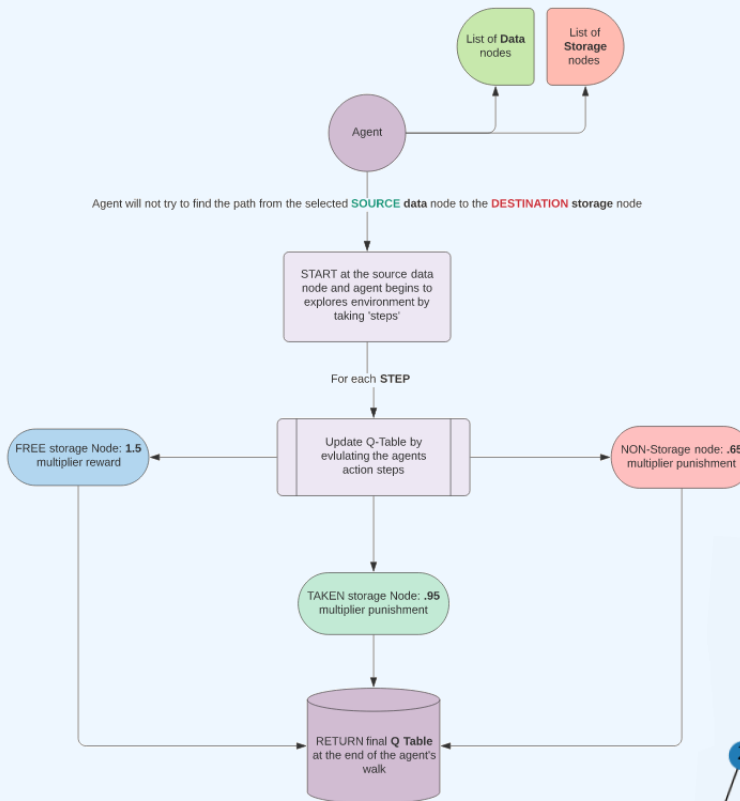 List of Data
nodes
List of
Storage
nodes
Agent
Agent will not try to find the path from the selected SOURCE data node to the DESTINATION storage node
START at the source data
node and agent begins to
explores environment by
taking 'steps'
For each STEP
FREE storage Node: 1.5
multiplier reward
Update Q-Table by
evlulating the agents
action steps
NON-Storage node: .65
multiplier punishment
TAKEN storage Node: .95
multiplier punishment
RETURN final Q Table
at the end of the agent's
walk